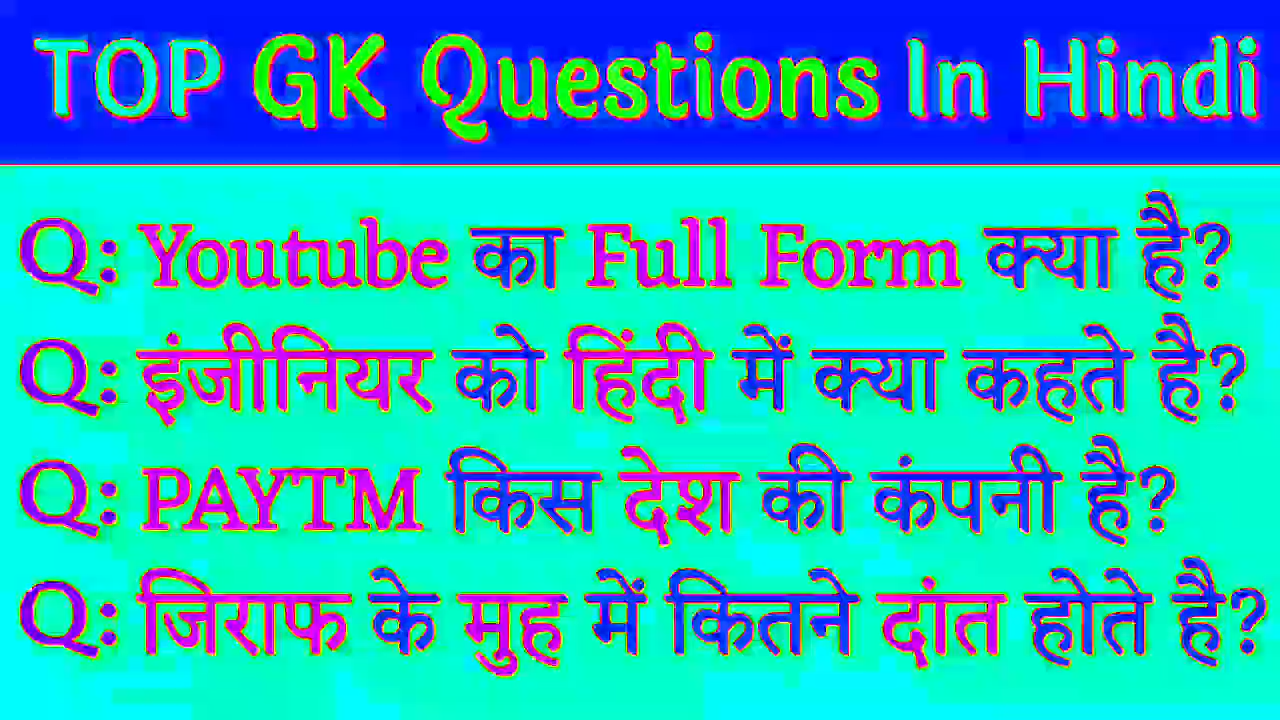 TOP GK Questions In Hindi
Q: Youtube का Full Form क्या है?
Q: इंजीनियर को हिंदी में क्या कहते है?
Q: PAYTM किस देश की कंपनी है?
Q: जिराफ के मुह में कितने दांत होते है?